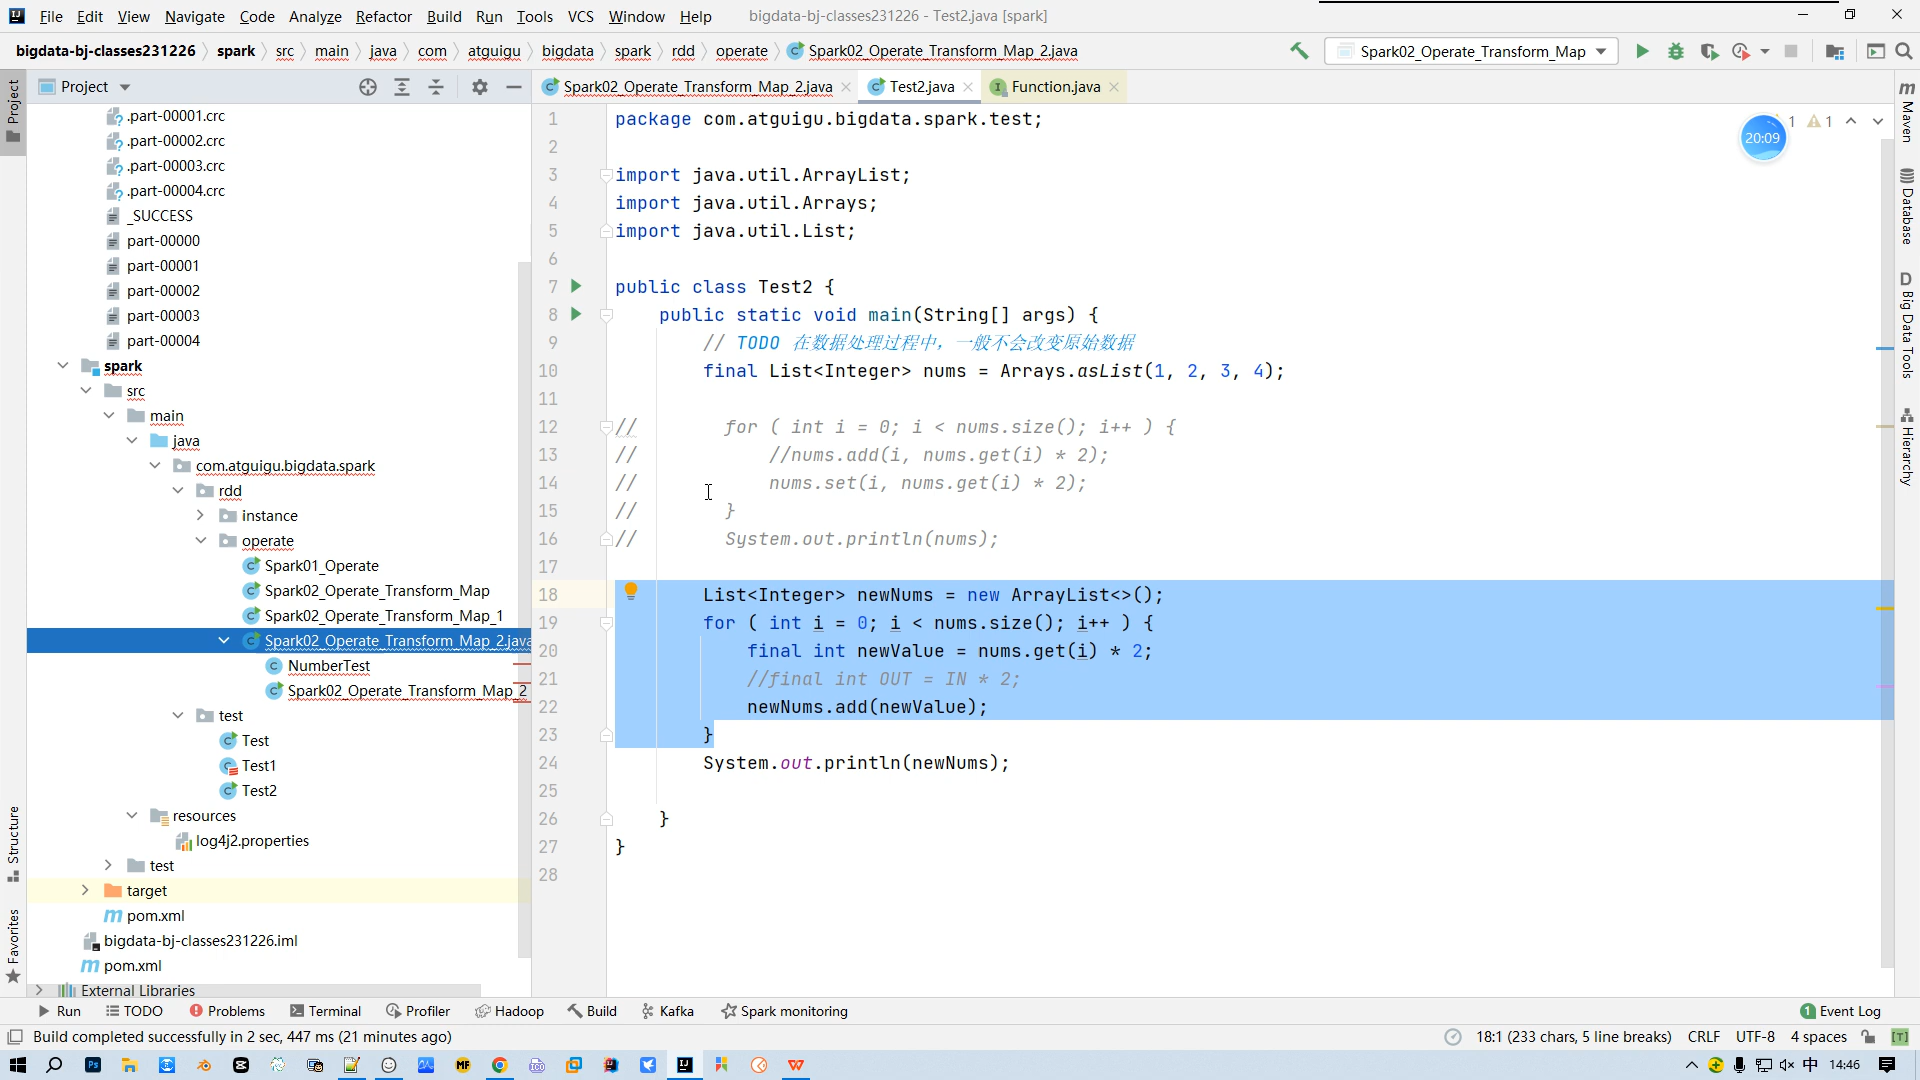 File Edit View Navigate Code Analyze Refactor Build Run Tools VCS Window Help bigdata-bj-classes231226 - Test2.java [spark]
bigdata-bj-classes231226 spark src main java com atguigu bigdata spark rdd operate Spark02_Operate_Transform_Map_2.java Spark02_Operate_Transform_Map
Project
Spark02_Operate_Transform_Map_2.java Test2.java Function.java
.part-00001.crc
.part-00002.crc
.part-00003.crc
.part-00004.crc
_SUCCESS
part-00000
part-00001
part-00002
part-00003
part-00004
spark
src
main
java
com.atguigu.bigdata.spark
rdd
instance
operate
Spark01_Operate
Spark02_Operate_Transform_Map
Spark02_Operate_Transform_Map_1
Spark02_Operate_Transform_Map_2.java
NumberTest
Spark02_Operate_Transform_Map_2
test
Test
Test1
Test2
resources
log4j2.properties
test
target
pom.xml
bigdata-bj-classes231226.iml
pom.xml
External Libraries
Project
Structure
Favorites
1 package com.atguigu.bigdata.spark.test;
2
3 import java.util.ArrayList;
4 import java.util.Arrays;
5 import java.util.List;
6
7 public class Test2 {
8 public static void main(String[] args) {
9 // TODO 在数据处理过程中，一般不会改变原始数据
10 final List<Integer> nums = Arrays.asList(1, 2, 3, 4);
11
12 // for ( int i = 0; i < nums.size(); i++ ) {
13 // //nums.add(i, nums.get(i) * 2);
14 // nums.set(i, nums.get(i) * 2);
15 // }
16 // System.out.println(nums);
17
18 List<Integer> newNums = new ArrayList<>();
19 for ( int i = 0; i < nums.size(); i++ ) {
20 final int newValue = nums.get(i) * 2;
21 //final int OUT = IN * 2;
22 newNums.add(newValue);
23 }
24 System.out.println(newNums);
25
26 }
27 }
28
20:09
1 1
Maven
Database
Big Data Tools
Hierarchy
Run TODO Problems Terminal Profiler Hadoop Build Kafka Spark monitoring 1 Event Log
Build completed successfully in 2 sec, 447 ms (21 minutes ago) 18:1 (233 chars, 5 line breaks) CRLF UTF-8 4 spaces [T]
中 14:46